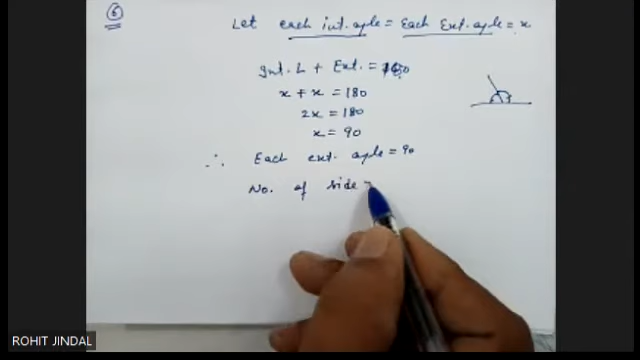 6
Let each int. angle = Each Ext. angle = x
Int. ∠ + Ext. = 180
x + x = 180
2x = 180
x = 90
∴ Each ext. angle = 90
No. of side =
ROHIT JINDAL